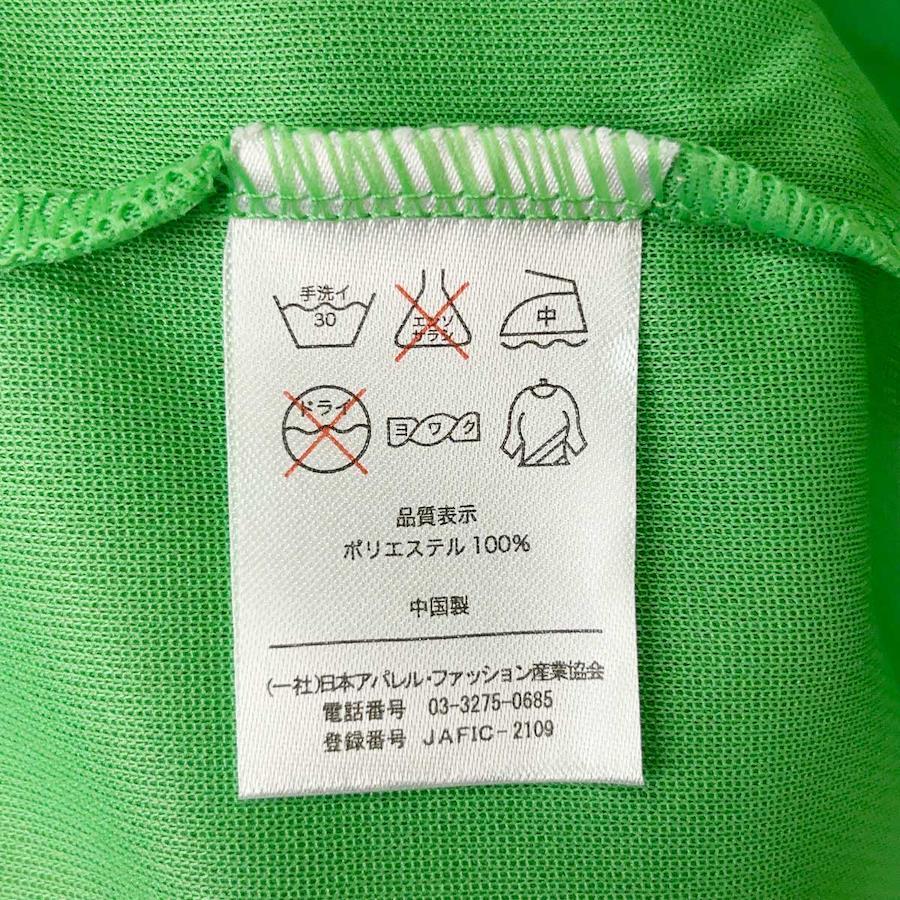 手洗イ
30
エンソ
サラシ
中
ドライ
ヨワク
品質表示
ポリエステル 100%
中国製
(一社)日本アパレル・ファッション産業協会
電話番号 03-3275-0685
登録番号 JAFIC-2109